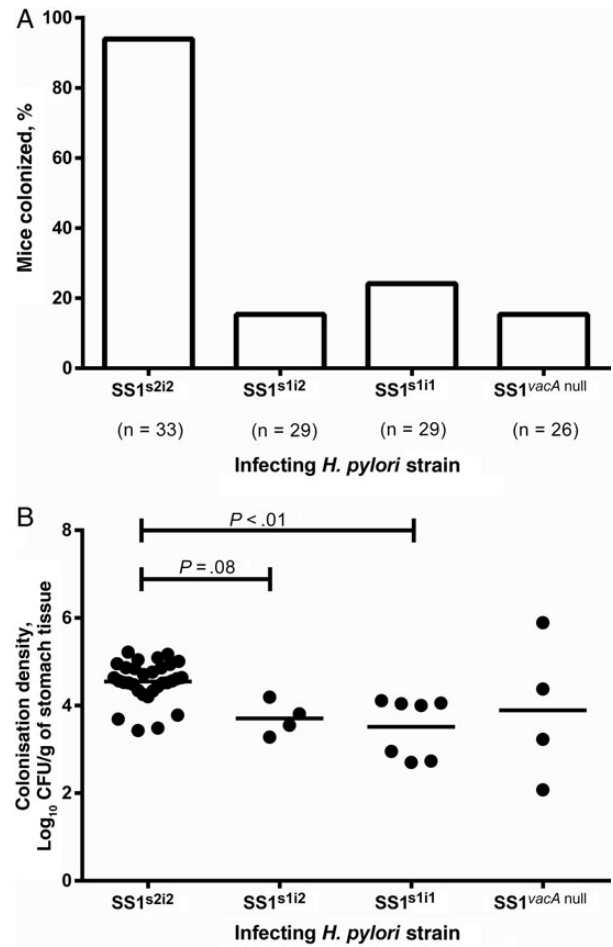 A
Mice colonized, %
100
80
60
40
20
0
SS1s2i2 SS1s1i2 SS1s1i1 SS1vacA null
(n = 33) (n = 29) (n = 29) (n = 26)
Infecting H. pylori strain
B
Colonisation density,
Log10 CFU/g of stomach tissue
8
6
4
2
0
P < .01
P = .08
SS1s2i2 SS1s1i2 SS1s1i1 SS1vacA null
Infecting H. pylori strain